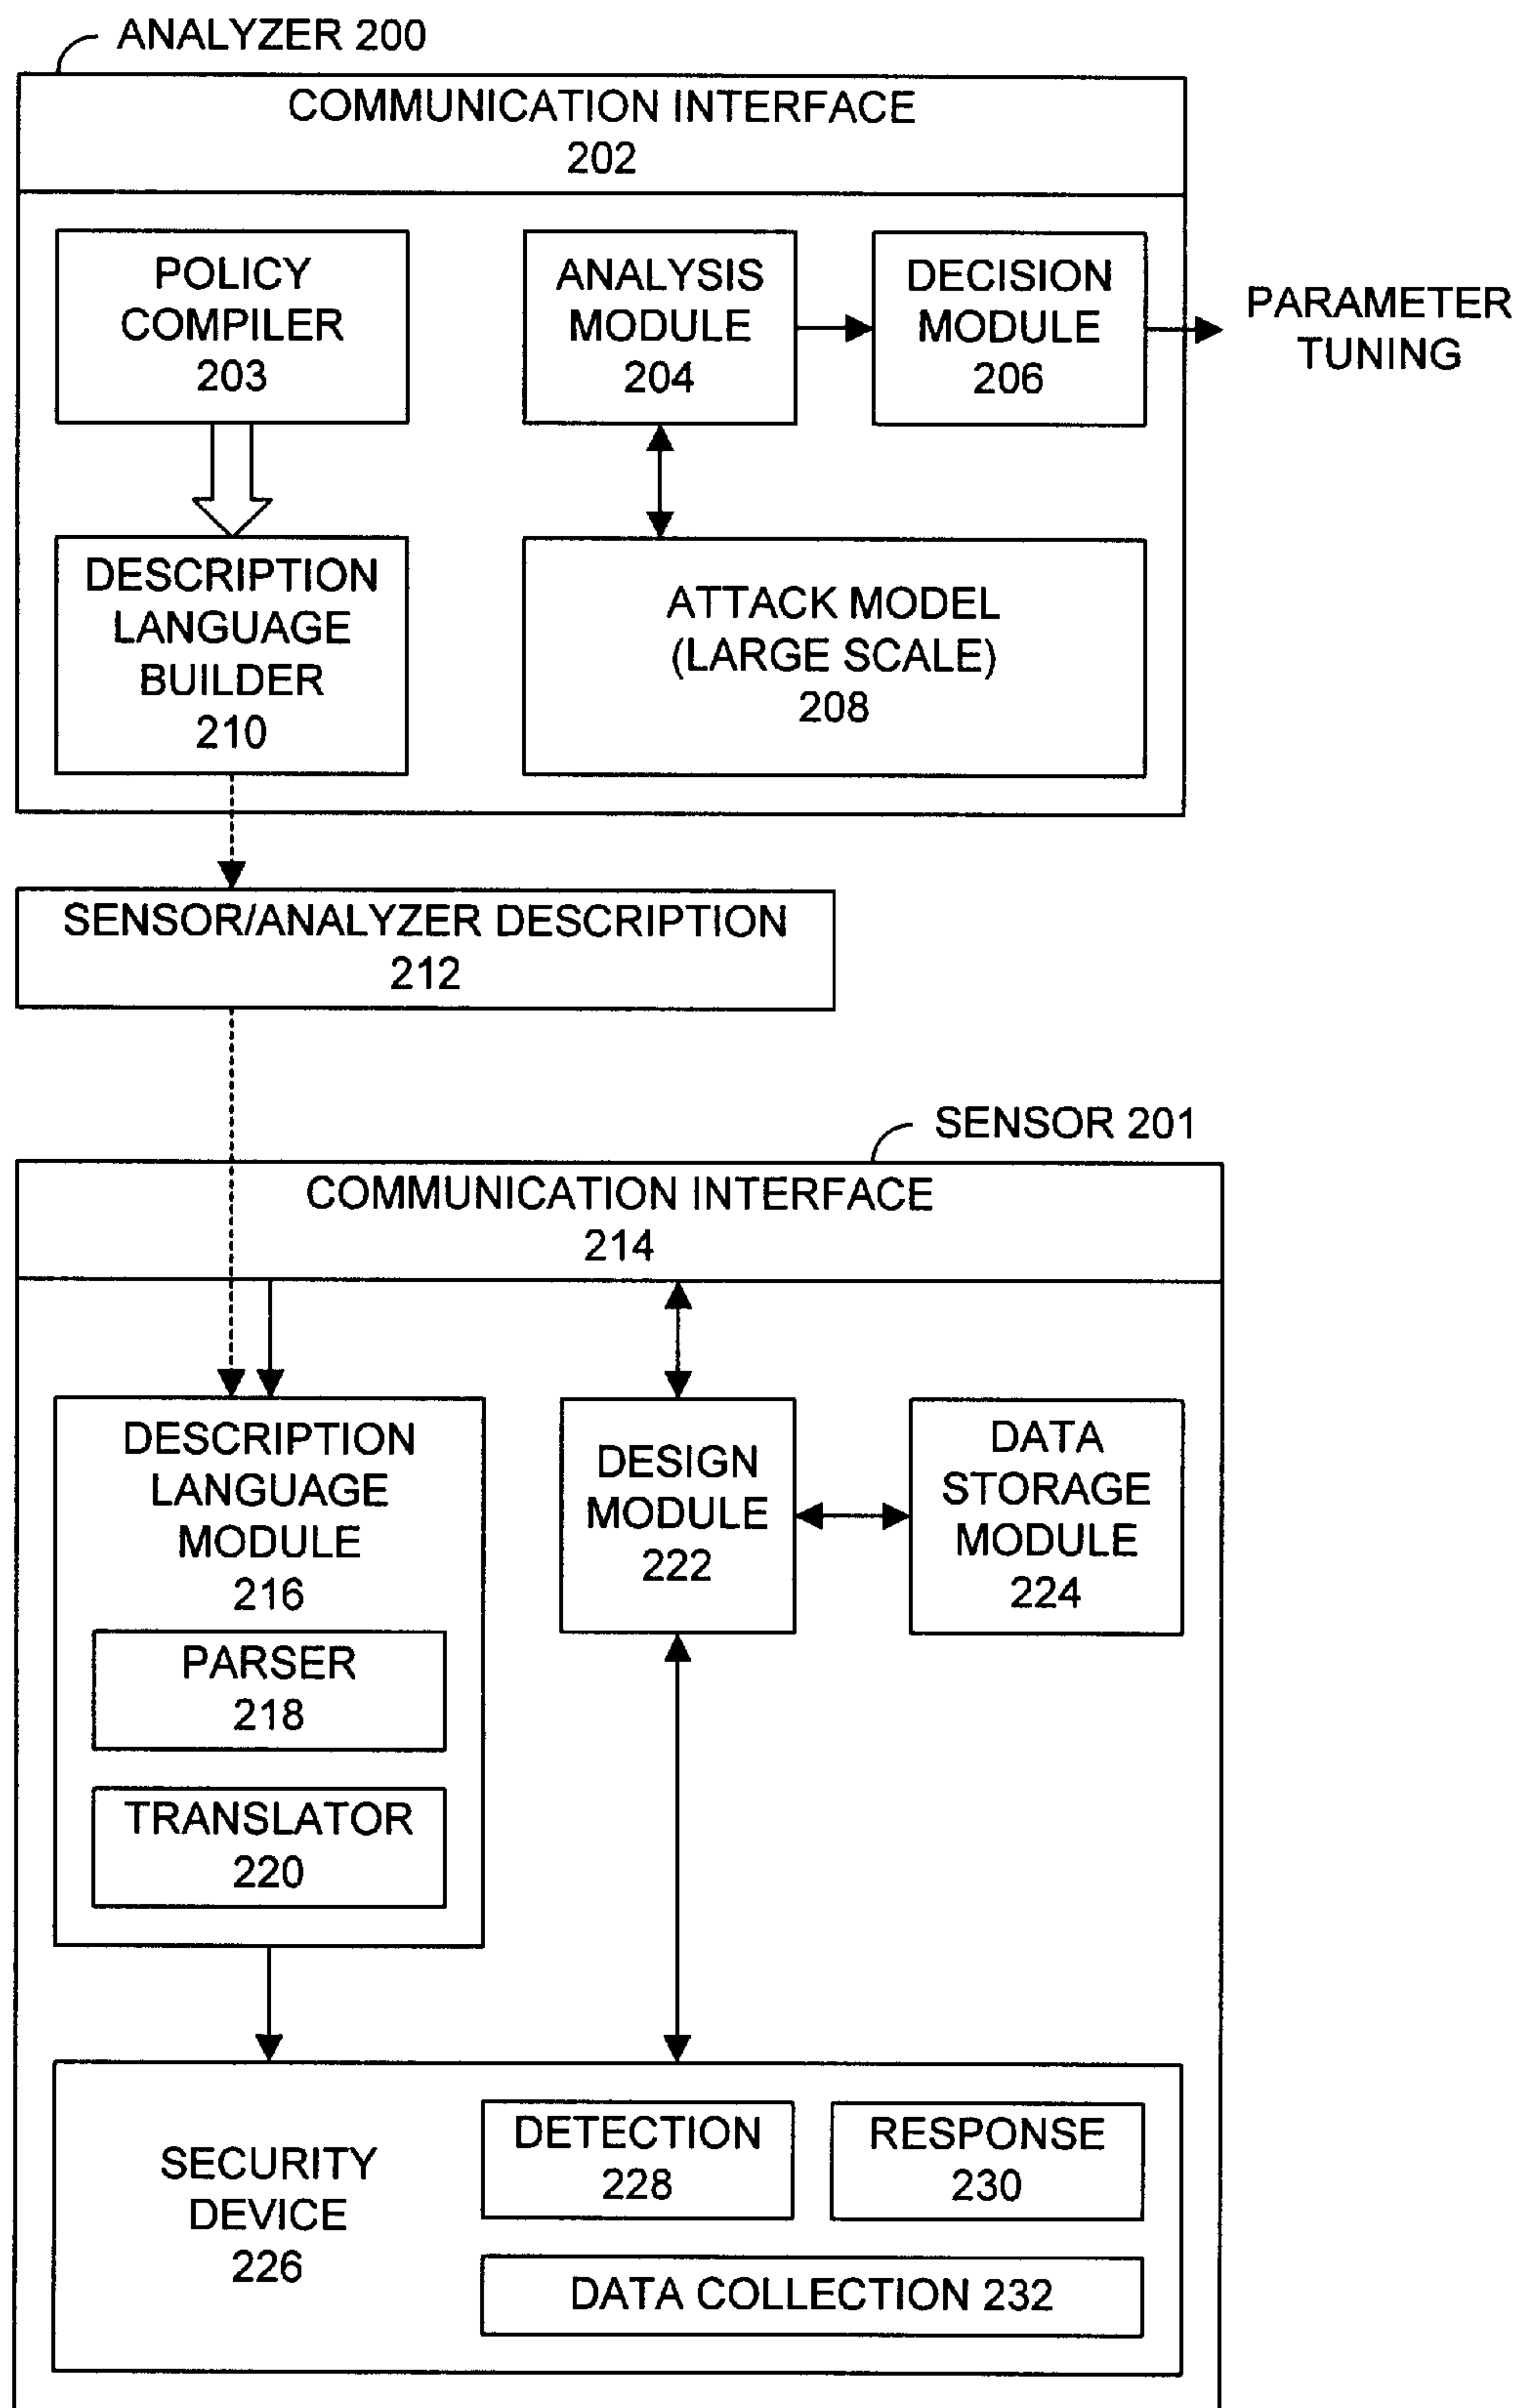 ANALYZER 200
COMMUNICATION INTERFACE
202
POLICY
COMPILER
203
ANALYSIS
MODULE
204
DECISION
MODULE
206
PARAMETER
TUNING
DESCRIPTION
LANGUAGE
BUILDER
210
ATTACK MODEL
(LARGE SCALE)
208
SENSOR/ANALYZER DESCRIPTION
212
SENSOR 201
COMMUNICATION INTERFACE
214
DESCRIPTION
LANGUAGE
MODULE
216
PARSER
218
TRANSLATOR
220
DESIGN
MODULE
222
DATA
STORAGE
MODULE
224
SECURITY
DEVICE
226
DETECTION
228
RESPONSE
230
DATA COLLECTION 232